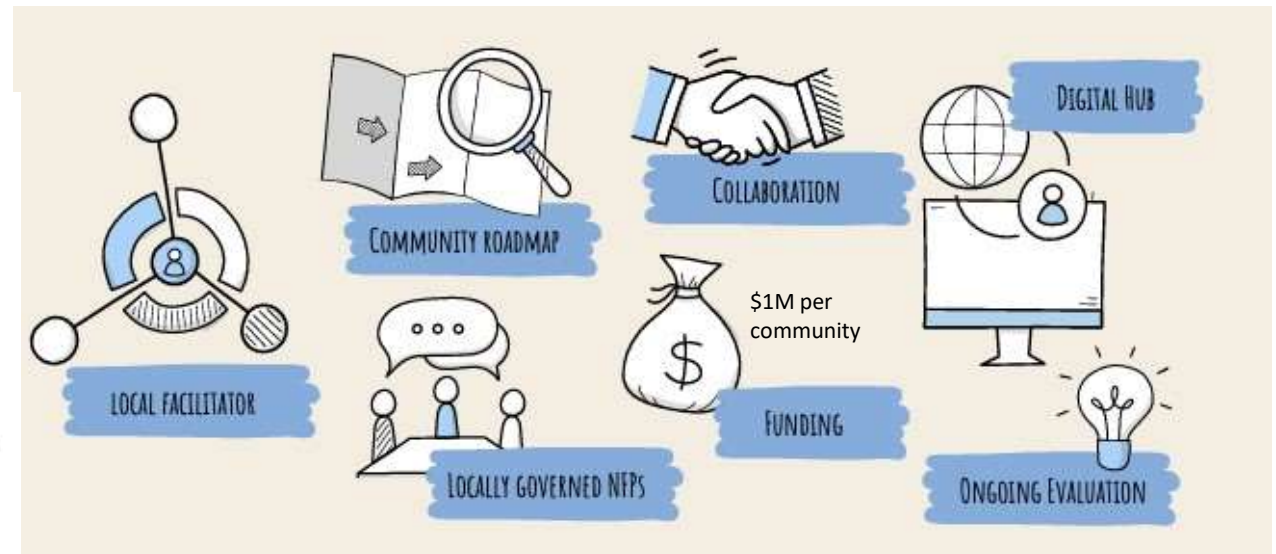 DIGITAL HUB
COLLABORATION
COMMUNITY ROADMAP
$1M per
community
$
LOCAL FACILITATOR
FUNDING
LOCALLY GOVERNED NFPs
ONGOING EVALUATION